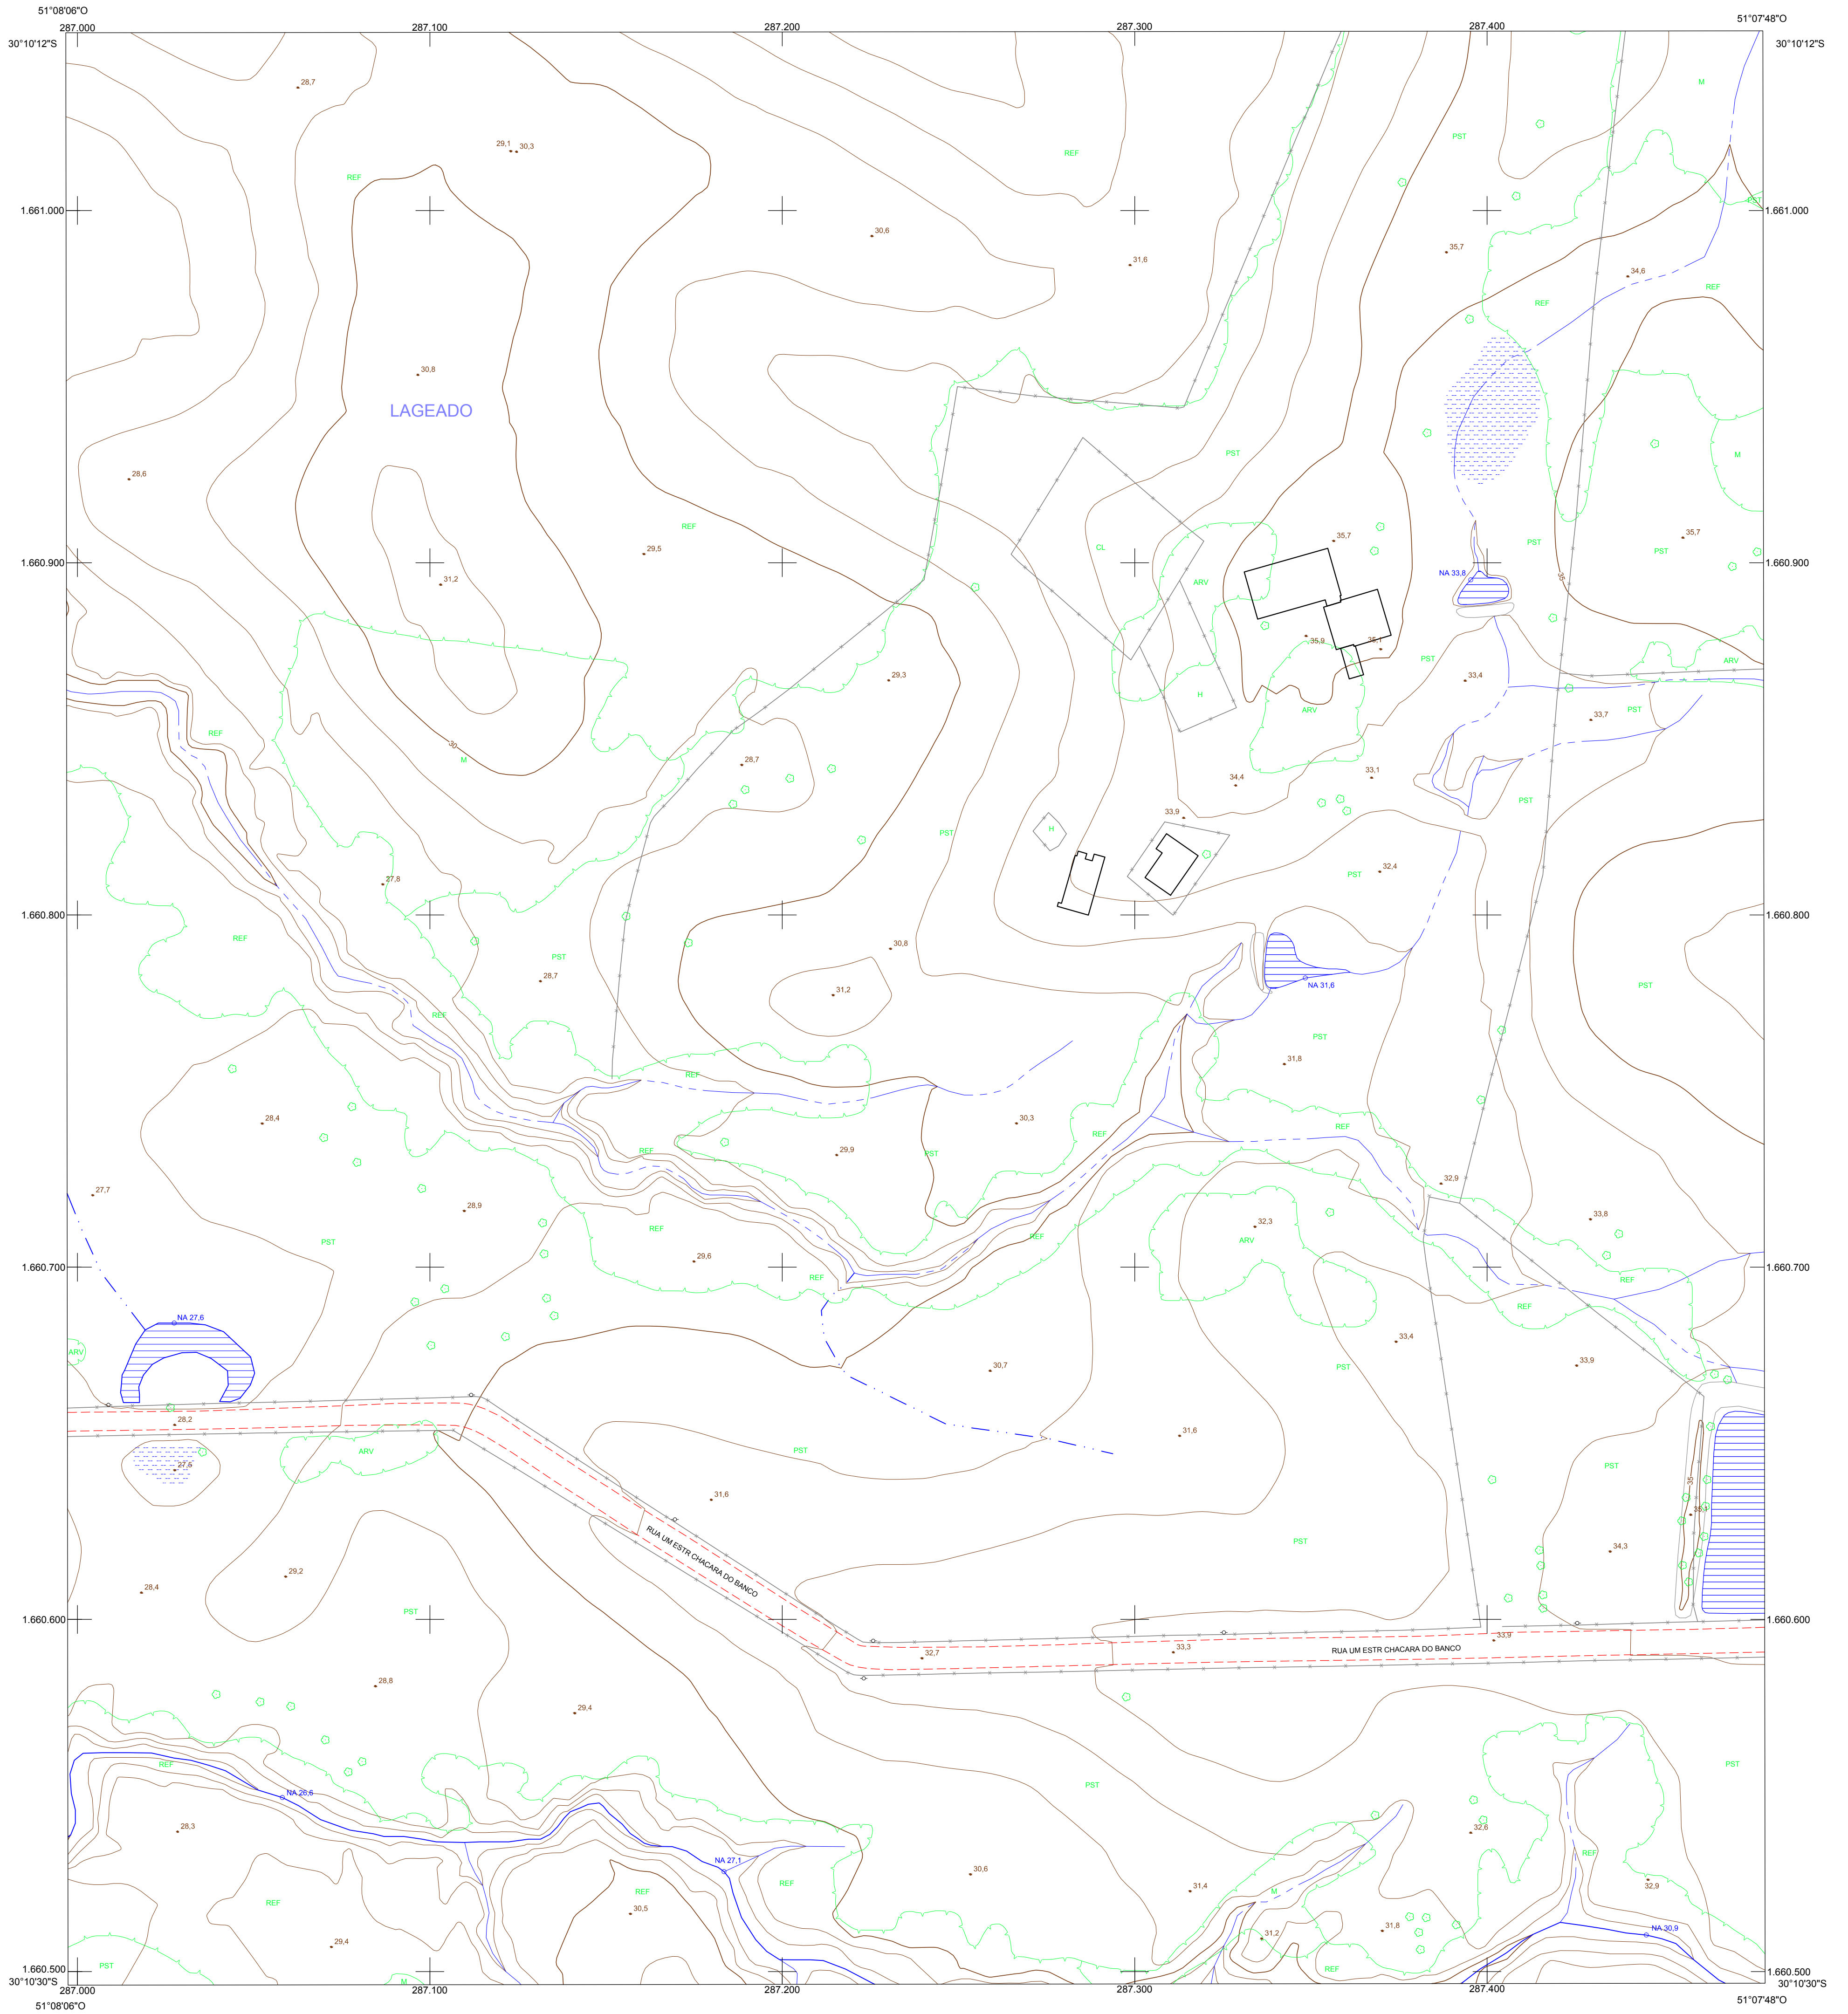 51°08'06"O
51°07'48"O
287.000
287.100
287.200
287.300
287.400
30°10'12"S
30°10'12"S
M
28,7
PST
29,1
30,3
REF
REF
PST
1.661.000
1.661.000
30,6
35,7
31,6
34,6
REF
REF
30,8
LAGEADO
PST
M
28,6
REF
35,7
35,7
PST
CL
29,5
PST
1.660.900
1.660.900
NA 33,8
35
31,2
ARV
35,9
35,1
PST
ARV
29,3
33,4
H
ARV
PST
33,7
REF
30
M
28,7
33,1
34,4
PST
33,9
H
PST
32,4
PST
27,8
1.660.800
1.660.800
REF
30,8
PST
28,7
NA 31,6
PST
31,2
REF
PST
31,8
REF
28,4
30,3
REF
REF
REF
29,9
PST
32,9
27,7
28,9
33,8
REF
32,3
PST
REF
ARV
29,6
1.660.700
REF
REF
1.660.700
REF
NA 27,6
33,4
ARV
30,7
PST
33,9
28,2
31,6
ARV
PST
27,6
PST
35
31,6
35,1
RUA UM ESTR CHACARA DO BANCO
PST
34,3
29,2
28,4
PST
1.660.600
1.660.600
33,9
RUA UM ESTR CHACARA DO BANCO
33,3
32,7
28,8
29,4
REF
PST
PST
NA 26,6
28,3
32,6
REF
NA 27,1
30,6
REF
32,9
REF
31,4
M
REF
30,5
31,8
NA 30,9
31,2
29,4
PST
REF
1.660.500
1.660.500
M
30°10'30"S
30°10'30"S
287.000
287.100
287.200
287.300
287.400
51°08'06"O
51°07'48"O